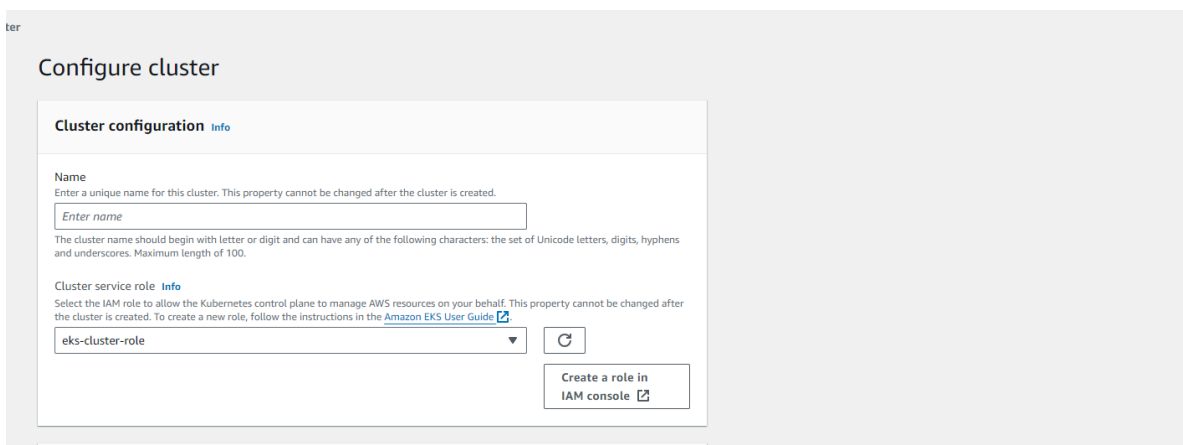 ter
Configure cluster
Cluster configuration Info
Name
Enter a unique name for this cluster. This property cannot be changed after the cluster is created.
Enter name
The cluster name should begin with letter or digit and can have any of the following characters: the set of Unicode letters, digits, hyphens
and underscores. Maximum length of 100.
Cluster service role Info
Select the IAM role to allow the Kubernetes control plane to manage AWS resources on your behalf. This property cannot be changed after
the cluster is created. To create a new role, follow the instructions in the Amazon EKS User Guide.
eks-cluster-role
Create a role in
IAM console